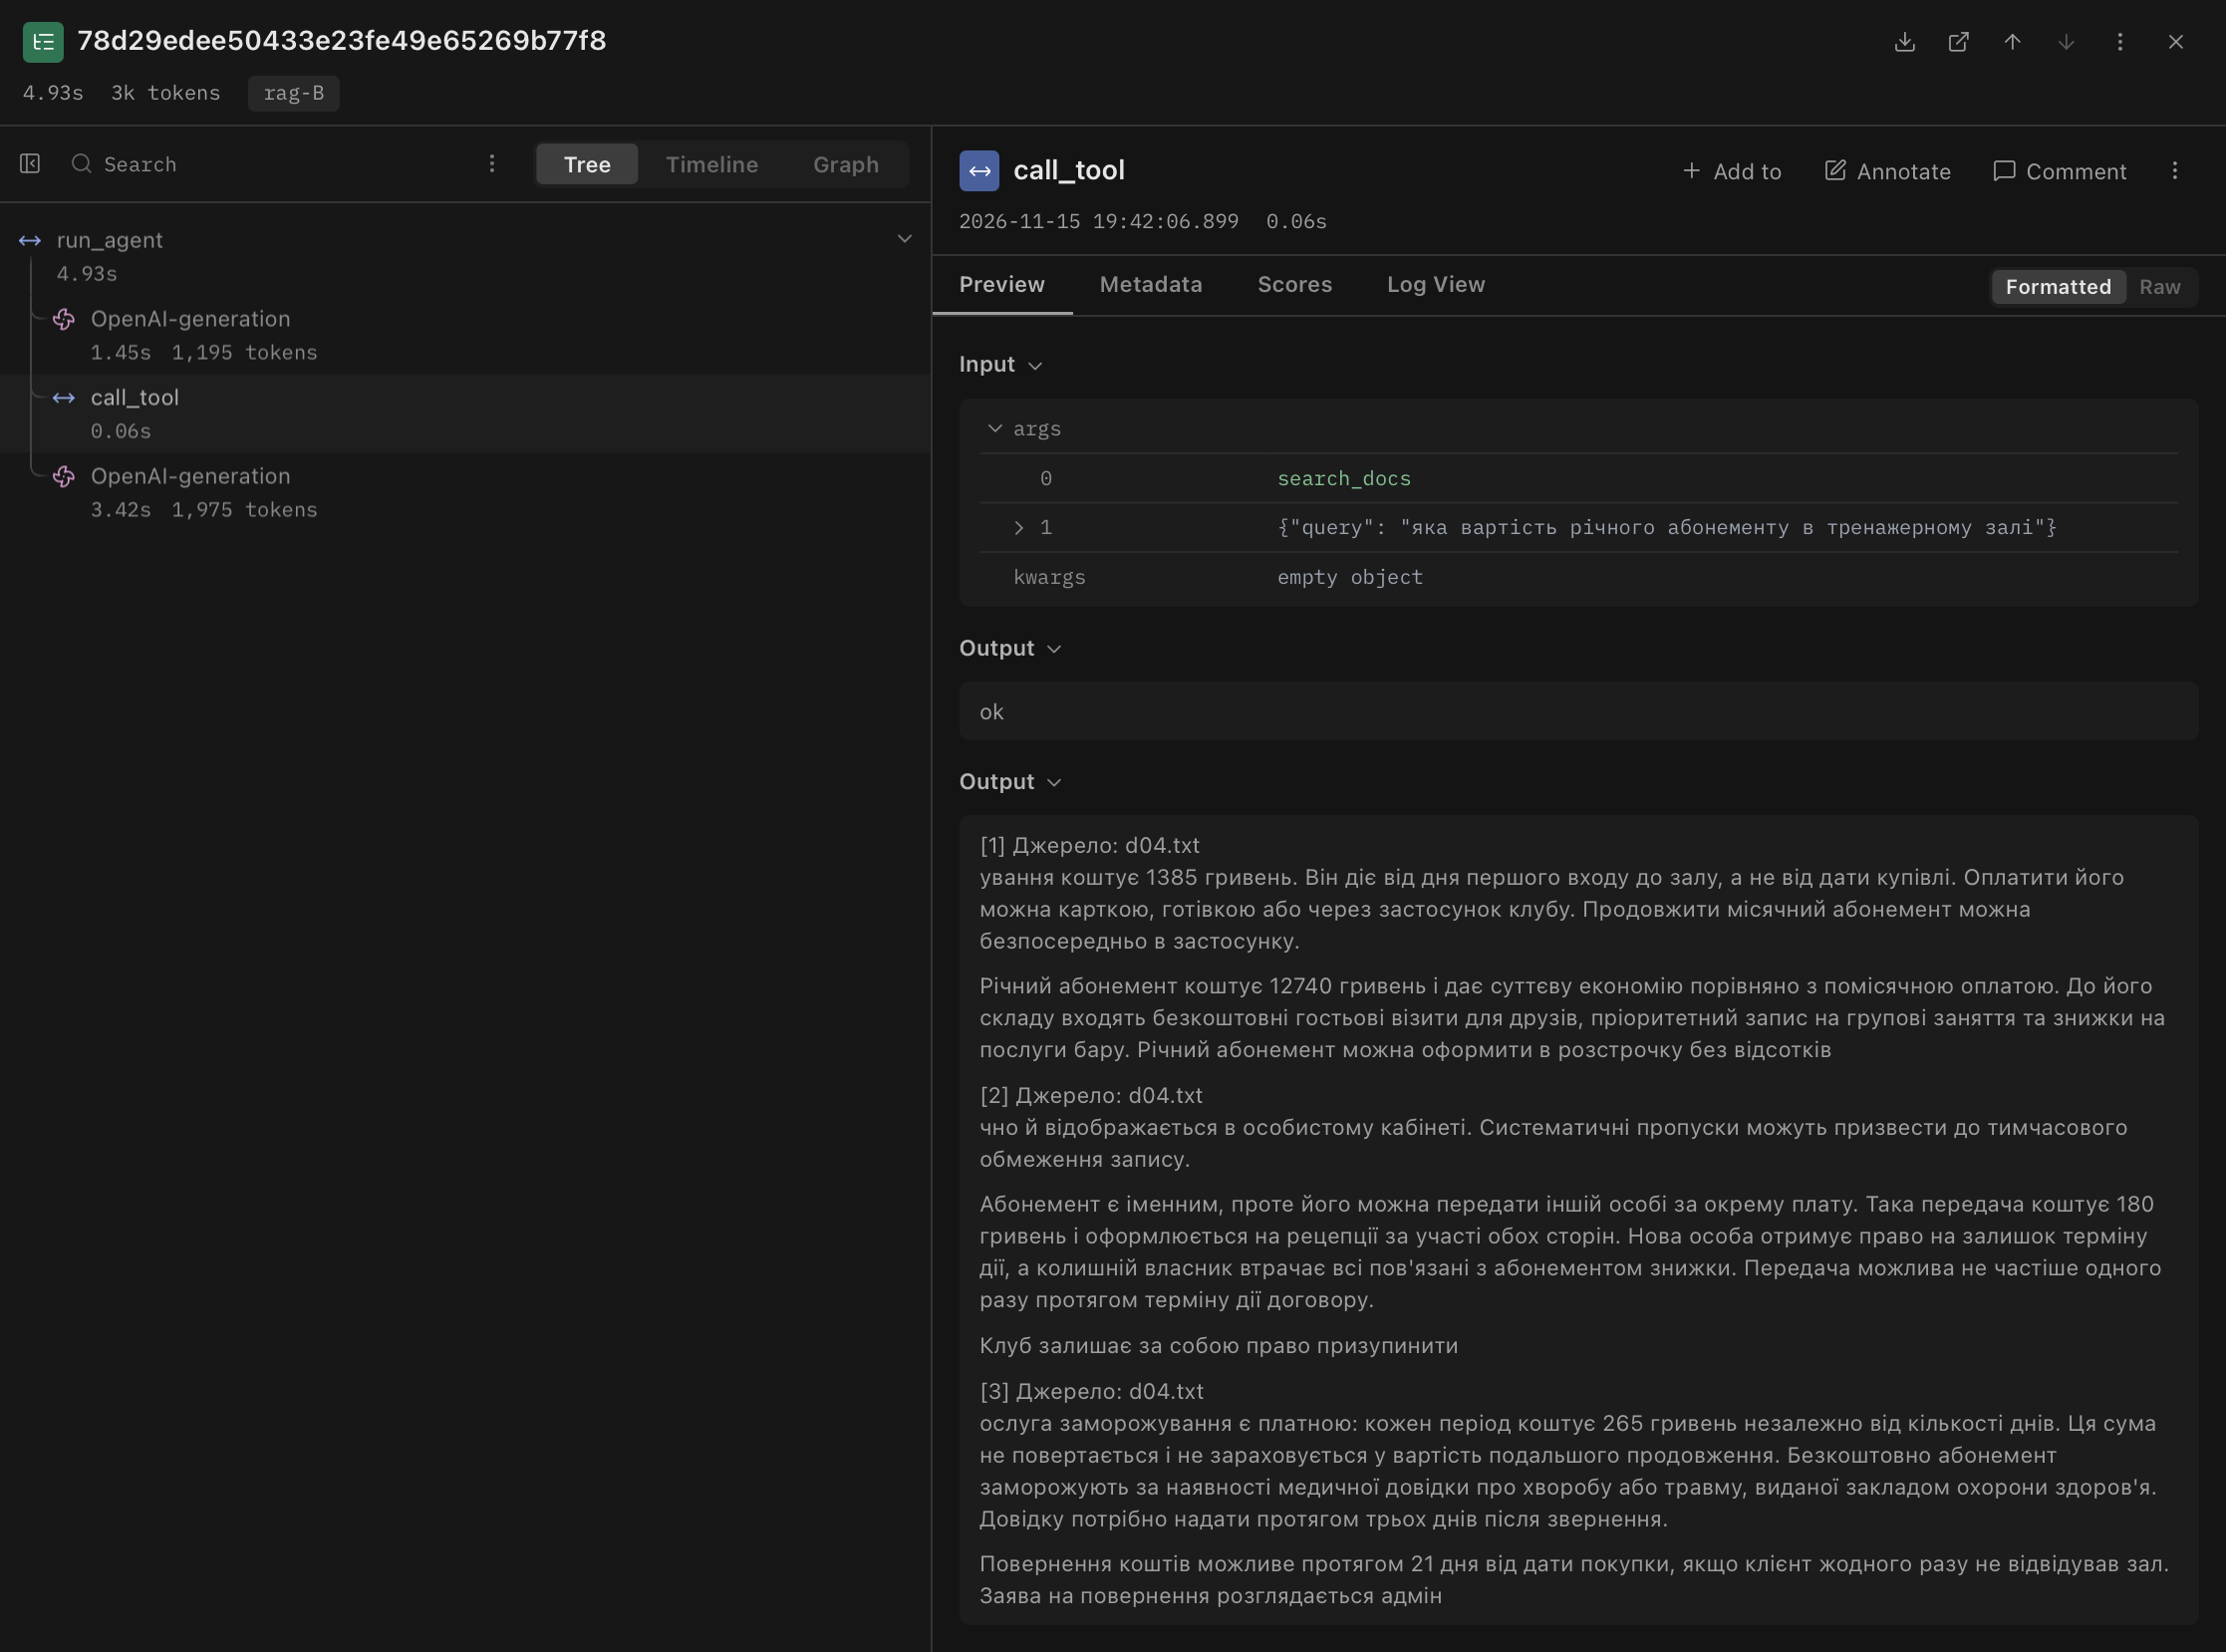 78d29edee50433e23fe49e65269b77f8
4.93s 3k tokens rag-B
Search
Tree Timeline Graph
run_agent
4.93s
OpenAI-generation
1.45s 1,195 tokens
call_tool
0.06s
OpenAI-generation
3.42s 1,975 tokens
call_tool
Add to Annotate Comment
2026-11-15 19:42:06.899 0.06s
Preview Metadata Scores Log View
Formatted Raw
Input
args
0 search_docs
1 {"query": "яка вартість річного абонементу в тренажерному залі"}
kwargs empty object
Output
ok
Output
[1] Джерело: d04.txt
ування коштує 1385 гривень. Він діє від дня першого входу до залу, а не від дати купівлі. Оплатити його
можна карткою, готівкою або через застосунок клубу. Продовжити місячний абонемент можна
безпосередньо в застосунку.
Річний абонемент коштує 12740 гривень і дає суттєву економію порівняно з помісячною оплатою. До його
складу входять безкоштовні гостьові візити для друзів, пріоритетний запис на групові заняття та знижки на
послуги бару. Річний абонемент можна оформити в розстрочку без відсотків
[2] Джерело: d04.txt
чно й відображається в особистому кабінеті. Систематичні пропуски можуть призвести до тимчасового
обмеження запису.
Абонемент є іменним, проте його можна передати іншій особі за окрему плату. Така передача коштує 180
гривень і оформлюється на рецепції за участі обох сторін. Нова особа отримує право на залишок терміну
дії, а колишній власник втрачає всі пов'язані з абонементом знижки. Передача можлива не частіше одного
разу протягом терміну дії договору.
Клуб залишає за собою право призупинити
[3] Джерело: d04.txt
ослуга заморожування є платною: кожен період коштує 265 гривень незалежно від кількості днів. Ця сума
не повертається і не зараховується у вартість подальшого продовження. Безкоштовно абонемент
заморожують за наявності медичної довідки про хворобу або травму, виданої закладом охорони здоров'я.
Довідку потрібно надати протягом трьох днів після звернення.
Повернення коштів можливе протягом 21 дня від дати покупки, якщо клієнт жодного разу не відвідував зал.
Заява на повернення розглядається адмін